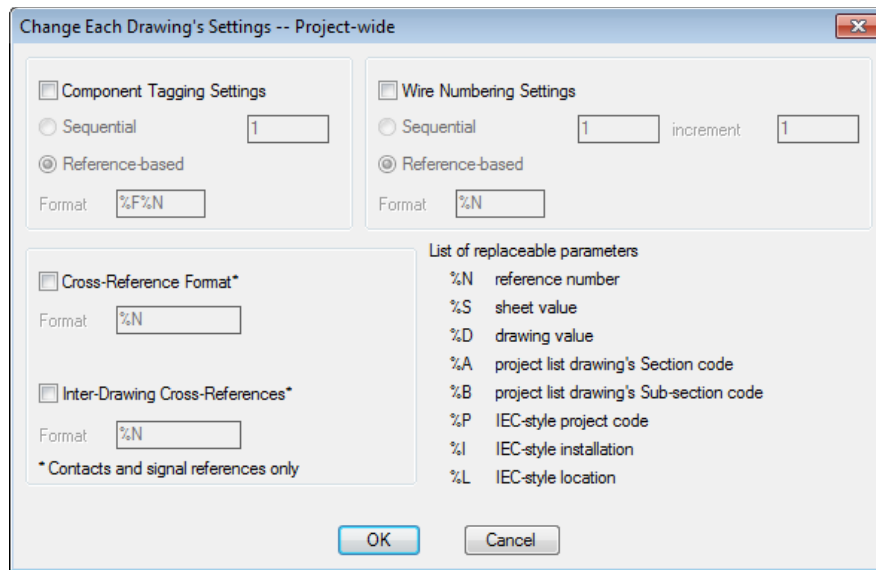 Change Each Drawing's Settings -- Project-wide
Component Tagging Settings
Sequential 1
Reference-based
Format %F%N
Wire Numbering Settings
Sequential 1 increment 1
Reference-based
Format %N
Cross-Reference Format*
Format %N
Inter-Drawing Cross-References*
Format %N
* Contacts and signal references only
List of replaceable parameters
%N reference number
%S sheet value
%D drawing value
%A project list drawing's Section code
%B project list drawing's Sub-section code
%P IEC-style project code
%I IEC-style installation
%L IEC-style location
OK Cancel